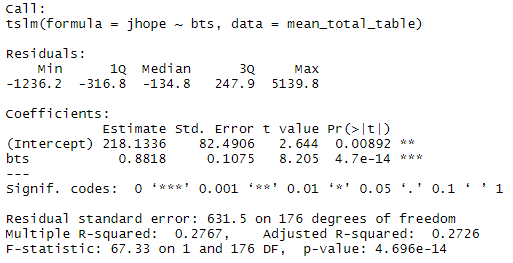 Call:
tslm(formula = jhope ~ bts, data = mean_total_table)
Residuals:
Min 1Q Median 3Q Max
-1236.2 -316.8 -134.8 247.9 5139.8
Coefficients:
Estimate Std. Error t value Pr(>|t|)
(Intercept) 218.1336 82.4906 2.644 0.00892 **
bts 0.8818 0.1075 8.205 4.7e-14 ***
---
Signif. codes: 0 ‘***’ 0.001 ‘**’ 0.01 ‘*’ 0.05 ‘.’ 0.1 ‘ ’ 1
Residual standard error: 631.5 on 176 degrees of freedom
Multiple R-squared: 0.2767, Adjusted R-squared: 0.2726
F-statistic: 67.33 on 1 and 176 DF, p-value: 4.696e-14